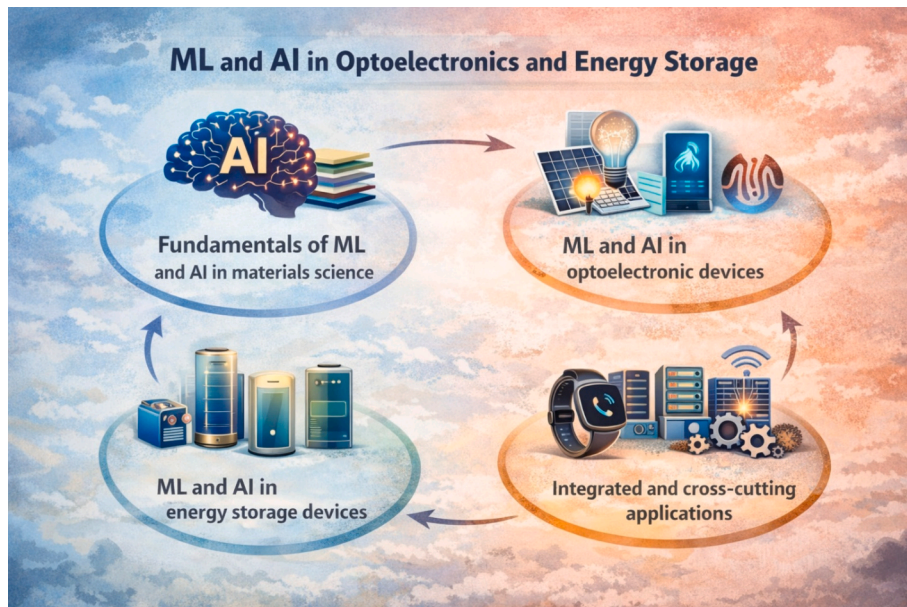 ML and AI in Optoelectronics and Energy Storage
AI
Fundamentals of ML
and AI in materials science
ML and AI in
optoelectronic devices
ML and AI in
energy storage devices
Integrated and cross-cutting
applications